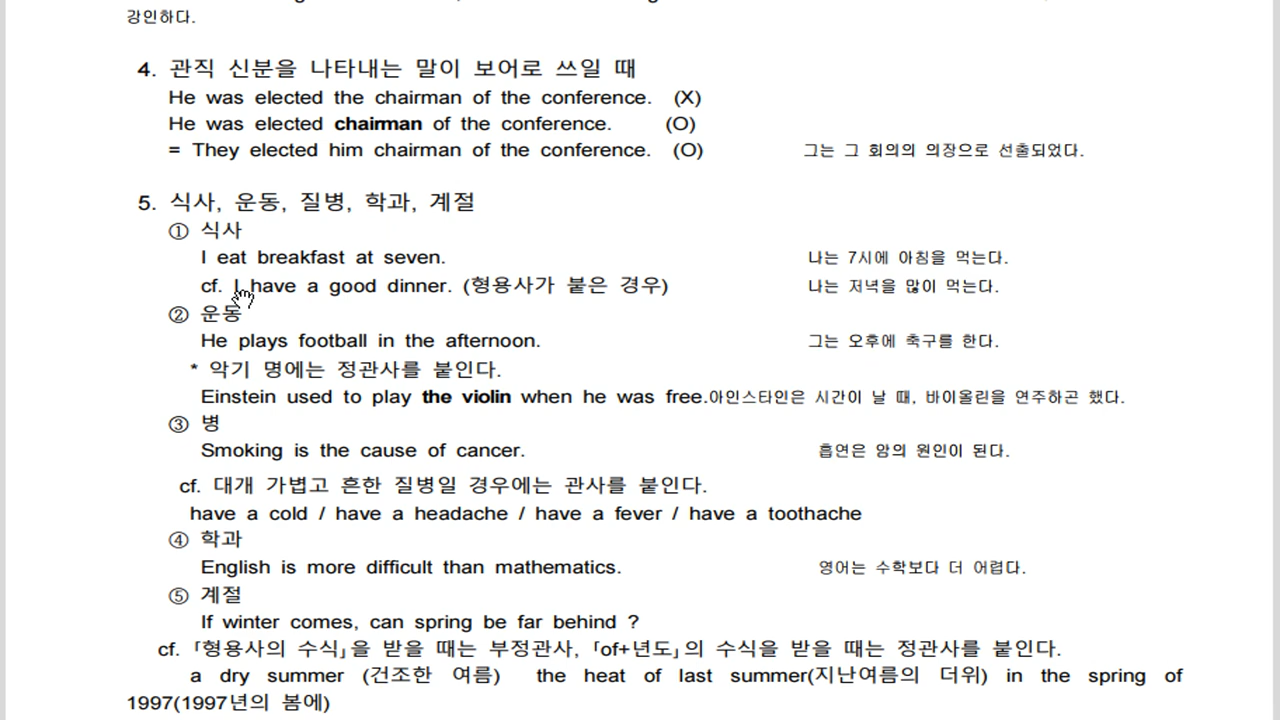 강인하다.
4. 관직 신분을 나타내는 말이 보어로 쓰일 때
He was elected the chairman of the conference. (X)
He was elected chairman of the conference. (O)
= They elected him chairman of the conference. (O) 그는 그 회의의 의장으로 선출되었다.
5. 식사, 운동, 질병, 학과, 계절
① 식사
I eat breakfast at seven. 나는 7시에 아침을 먹는다.
cf. I have a good dinner. (형용사가 붙은 경우) 나는 저녁을 많이 먹는다.
② 운동
He plays football in the afternoon. 그는 오후에 축구를 한다.
* 악기 명에는 정관사를 붙인다.
Einstein used to play the violin when he was free.아인스타인은 시간이 날 때, 바이올린을 연주하곤 했다.
③ 병
Smoking is the cause of cancer. 흡연은 암의 원인이 된다.
cf. 대개 가볍고 흔한 질병일 경우에는 관사를 붙인다.
have a cold / have a headache / have a fever / have a toothache
④ 학과
English is more difficult than mathematics. 영어는 수학보다 더 어렵다.
⑤ 계절
If winter comes, can spring be far behind ?
cf. 「형용사의 수식」을 받을 때는 부정관사, 「of+년도」의 수식을 받을 때는 정관사를 붙인다.
a dry summer (건조한 여름) the heat of last summer(지난여름의 더위) in the spring of
1997(1997년의 봄에)